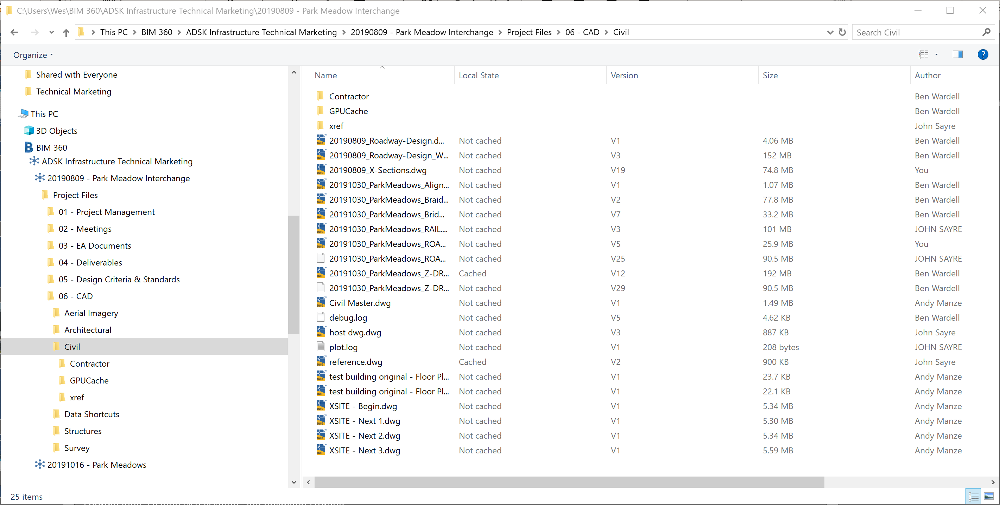 C:\Users\Wes\BIM 360\ADSK Infrastructure Technical Marketing\20190809 - Park Meadow Interchange
This PC > BIM 360 > ADSK Infrastructure Technical Marketing > 20190809 - Park Meadow Interchange > Project Files > 06 - CAD > Civil
Search Civil
Organize
Shared with Everyone
Technical Marketing
This PC
3D Objects
BIM 360
ADSK Infrastructure Technical Marketing
20190809 - Park Meadow Interchange
Project Files
01 - Project Management
02 - Meetings
03 - EA Documents
04 - Deliverables
05 - Design Criteria & Standards
06 - CAD
Aerial Imagery
Architectural
Civil
Contractor
GPUCache
xref
Data Shortcuts
Structures
Survey
20191016 - Park Meadows
Name Local State Version Size Author
Contractor Ben Wardell
GPUCache Ben Wardell
xref John Sayre
20190809_Roadway-Design.d... Not cached V1 4.06 MB Ben Wardell
20190809_Roadway-Design_W... Not cached V3 152 MB Ben Wardell
20190809_X-Sections.dwg Not cached V19 74.8 MB You
20191030_ParkMeadows_Align... Not cached V1 1.07 MB Ben Wardell
20191030_ParkMeadows_Braid... Not cached V2 77.8 MB Ben Wardell
20191030_ParkMeadows_Brid... Not cached V7 33.2 MB Ben Wardell
20191030_ParkMeadows_RAIL.... Not cached V3 101 MB JOHN SAYRE
20191030_ParkMeadows_ROA... Not cached V5 25.9 MB You
20191030_ParkMeadows_ROA... Not cached V25 90.5 MB JOHN SAYRE
20191030_ParkMeadows_Z-DR... Cached V12 192 MB Ben Wardell
20191030_ParkMeadows_Z-DR... Not cached V29 90.5 MB Ben Wardell
Civil Master.dwg Not cached V1 1.49 MB Andy Manze
debug.log Not cached V5 4.62 KB Ben Wardell
host dwg.dwg Not cached V3 887 KB John Sayre
plot.log Not cached V1 208 bytes JOHN SAYRE
reference.dwg Cached V2 900 KB John Sayre
test building original - Floor Pl... Not cached V1 23.7 KB Andy Manze
test building original - Floor Pl... Not cached V1 22.1 KB Andy Manze
XSITE - Begin.dwg Not cached V1 5.34 MB Andy Manze
XSITE - Next 1.dwg Not cached V1 5.30 MB Andy Manze
XSITE - Next 2.dwg Not cached V1 5.34 MB Andy Manze
XSITE - Next 3.dwg Not cached V1 5.59 MB Andy Manze
25 items